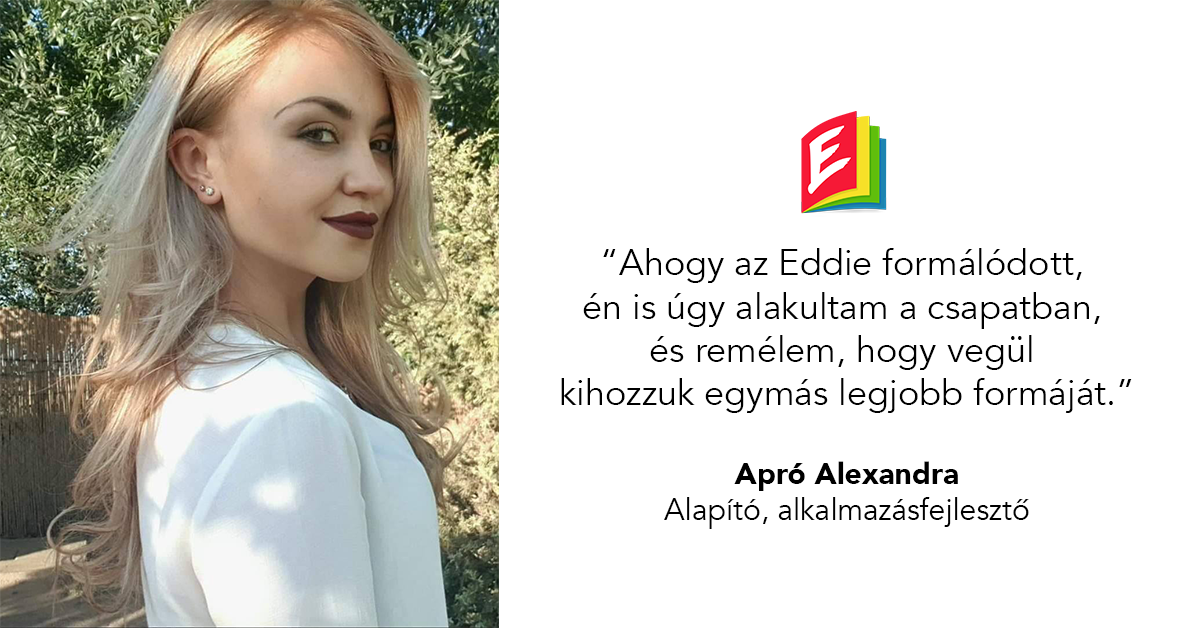 E
“Ahogy az Eddie formálódott,
én is úgy alakultam a csapatban,
és remélem, hogy vegül
kihozzuk egymás legjobb formáját.”
Apró Alexandra
Alapító, alkalmazásfejlesztő